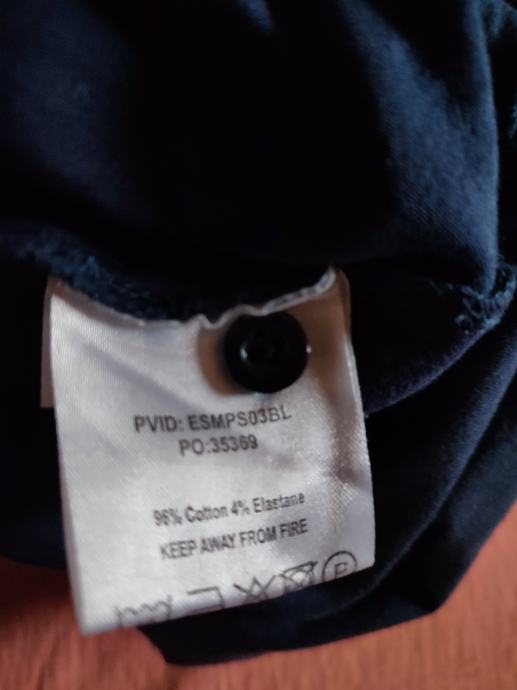 PVID: ESMPS03BL
PO:35369
96% Cotton 4% Elastane
KEEP AWAY FROM FIRE